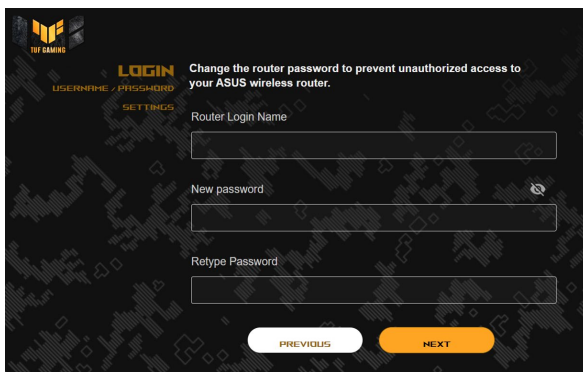 TUF GAMING
LOGIN
USERNAME / PASSWORD
SETTINGS
Change the router password to prevent unauthorized access to
your ASUS wireless router.
Router Login Name
New password
Retype Password
PREVIOUS
NEXT